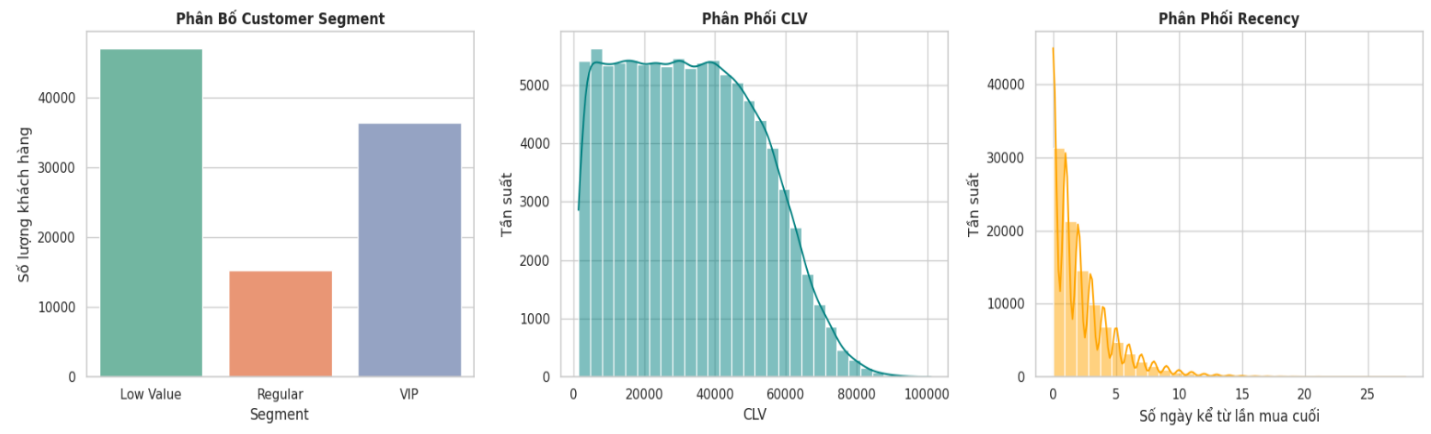 Phân Bố Customer Segment
Số lượng khách hàng
40000
30000
20000
10000
0
Low Value
Regular
VIP
Segment
Phân Phối CLV
Tần suất
5000
4000
3000
2000
1000
0
0
20000
40000
60000
80000
100000
CLV
Phân Phối Recency
Tần suất
40000
30000
20000
10000
0
0
5
10
15
20
25
Số ngày kể từ lần mua cuối